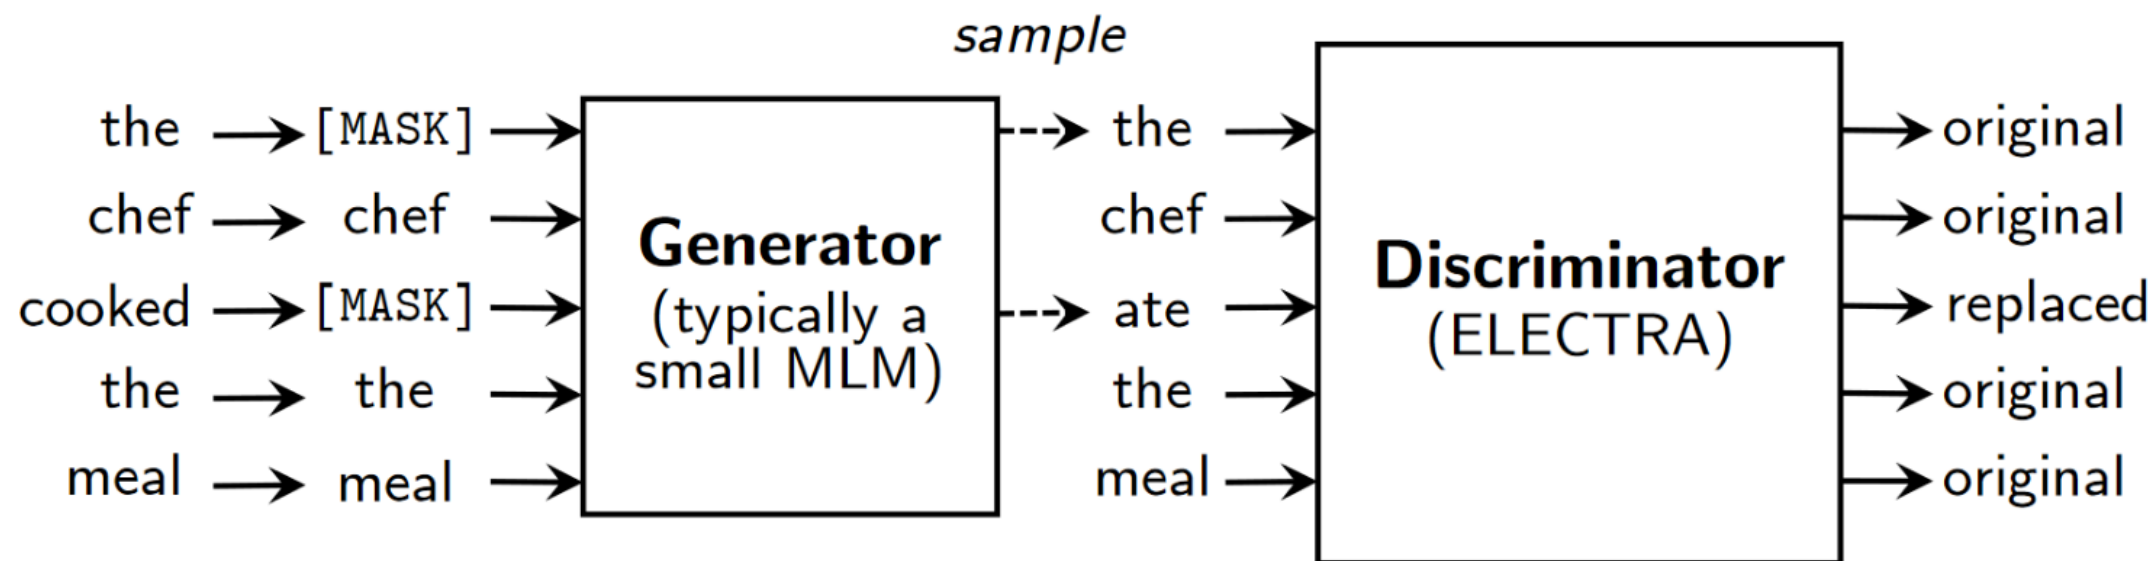 sample
the [MASK] the original
chef chef chef original
Generator
Discriminator
cooked [MASK] (typically a ate (ELECTRA) replaced
small MLM)
the the the original
meal meal meal original